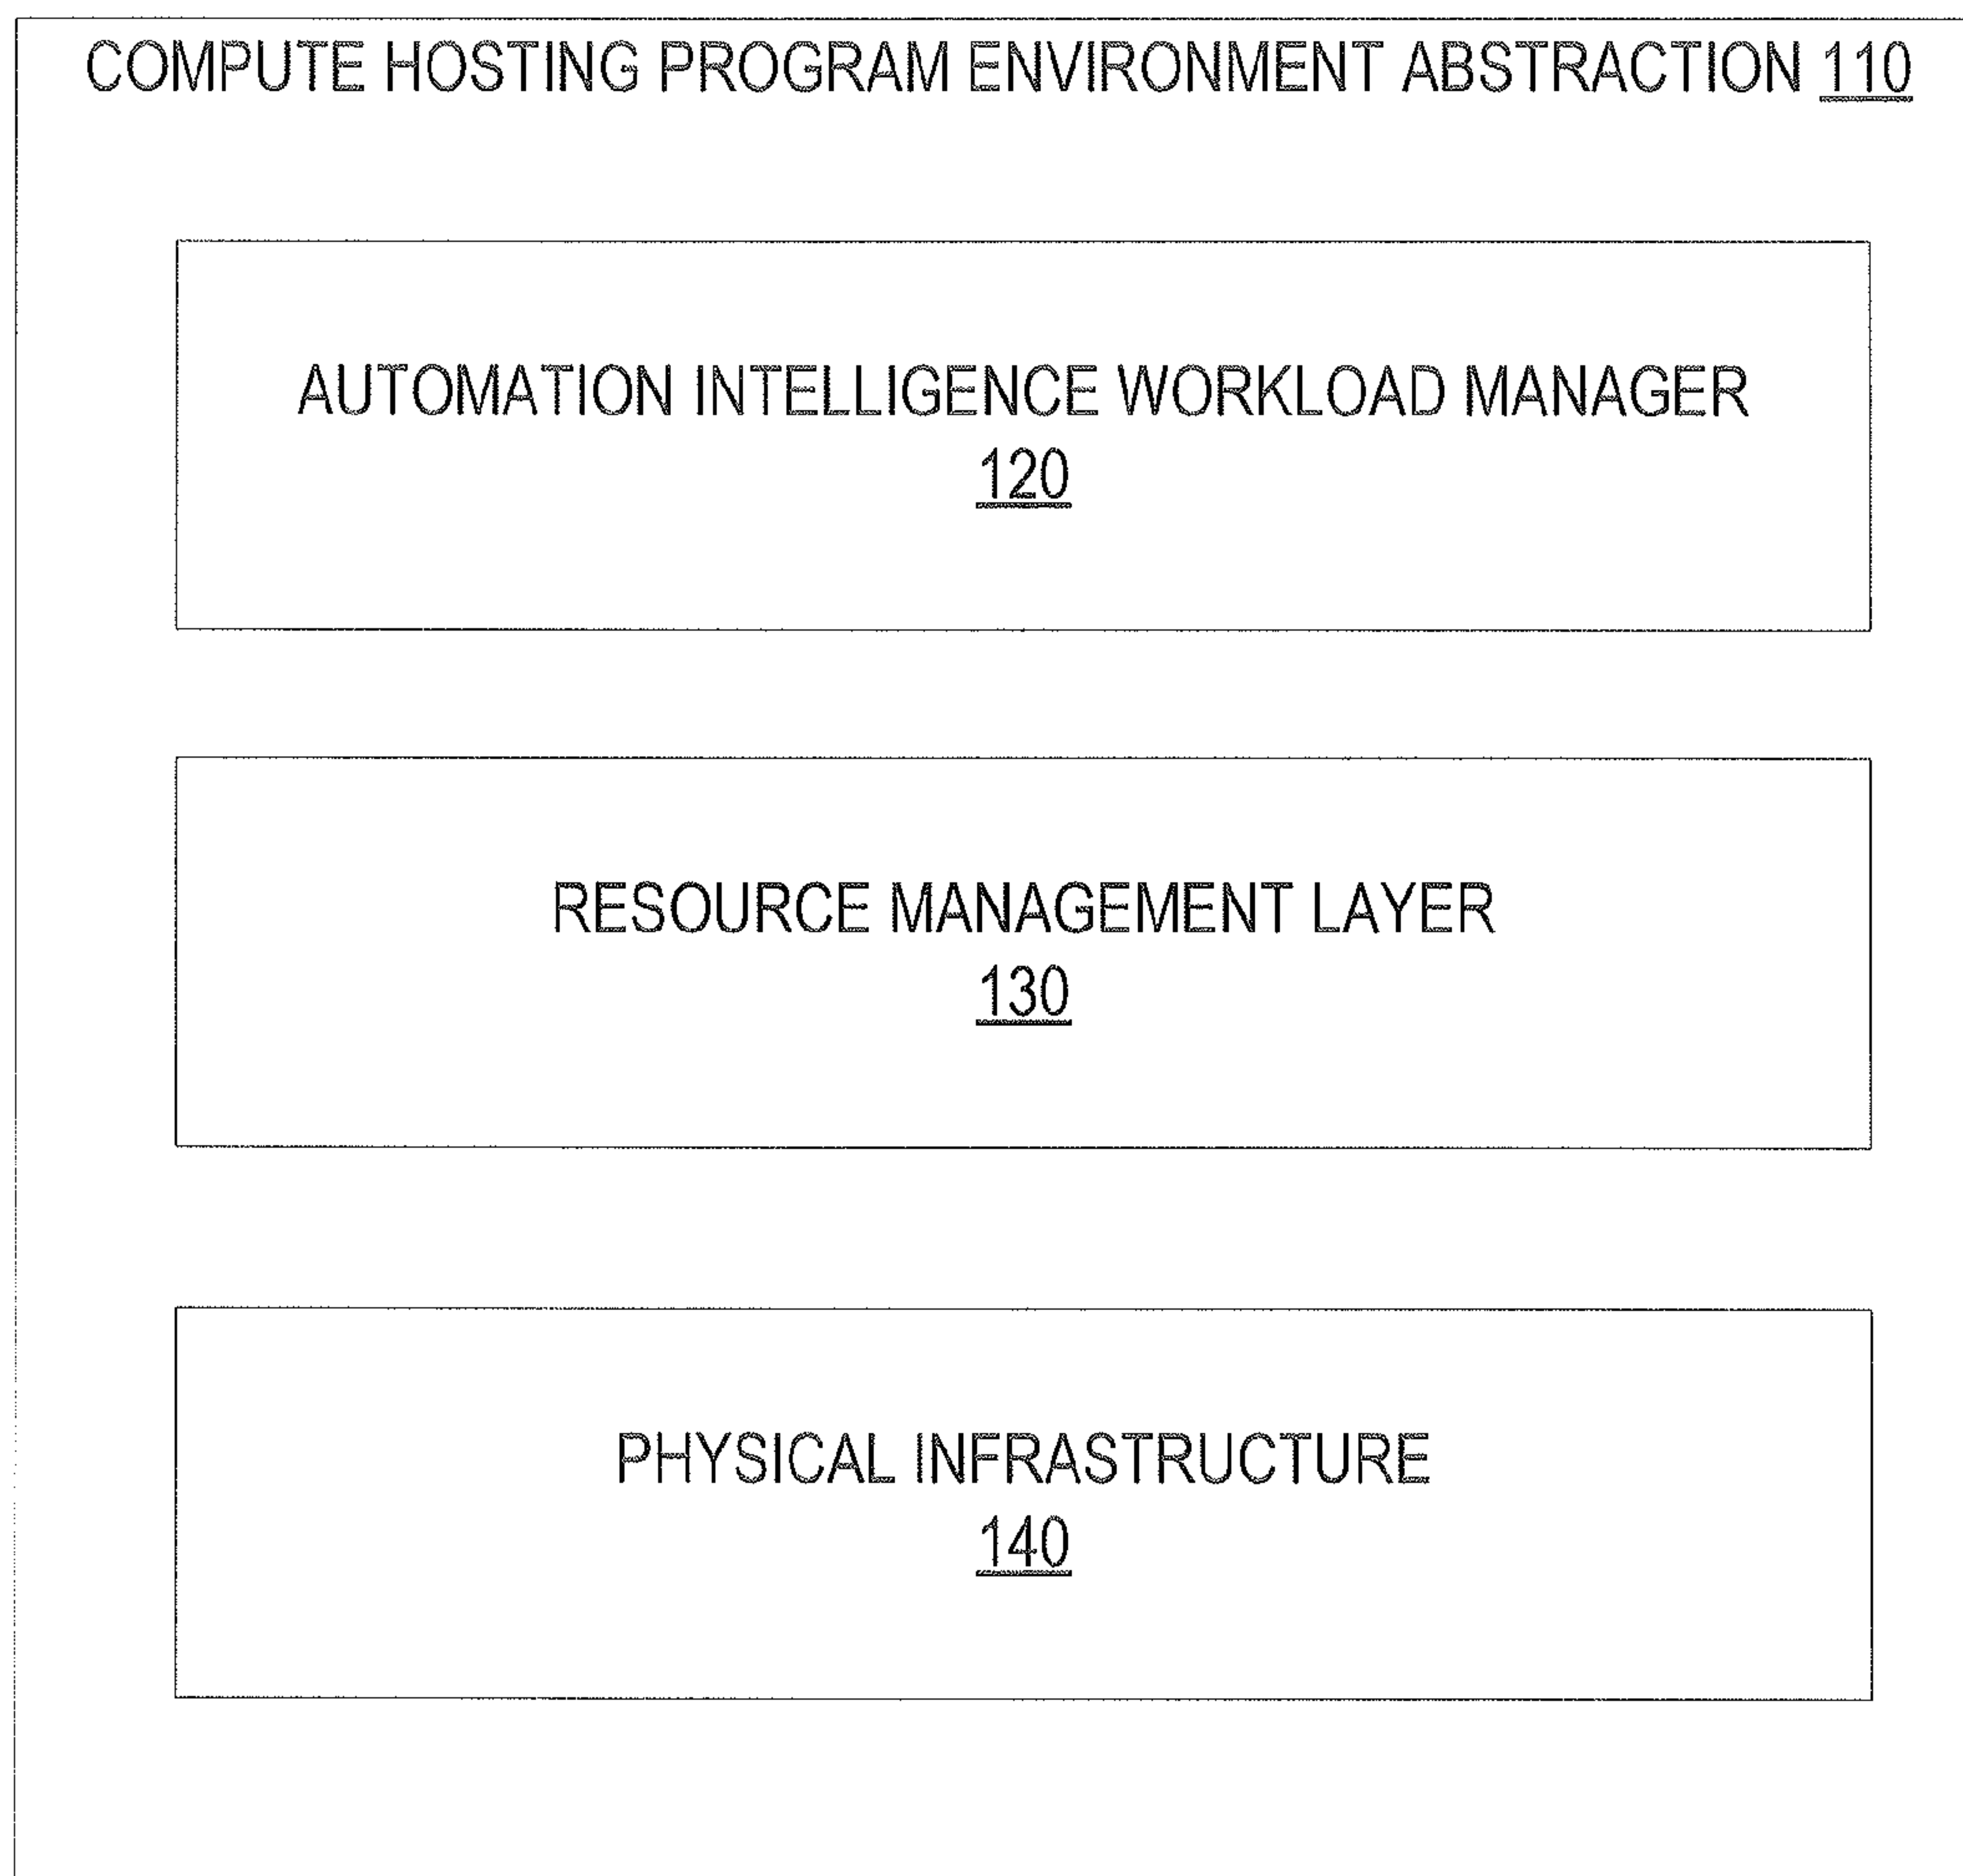 COMPUTE HOSTING PROGRAM ENVIRONMENT ABSTRACTION 110
AUTOMATION INTELLIGENCE WORKLOAD MANAGER
120
RESOURCE MANAGEMENT LAYER
130
PHYSICAL INFRASTRUCTURE
140